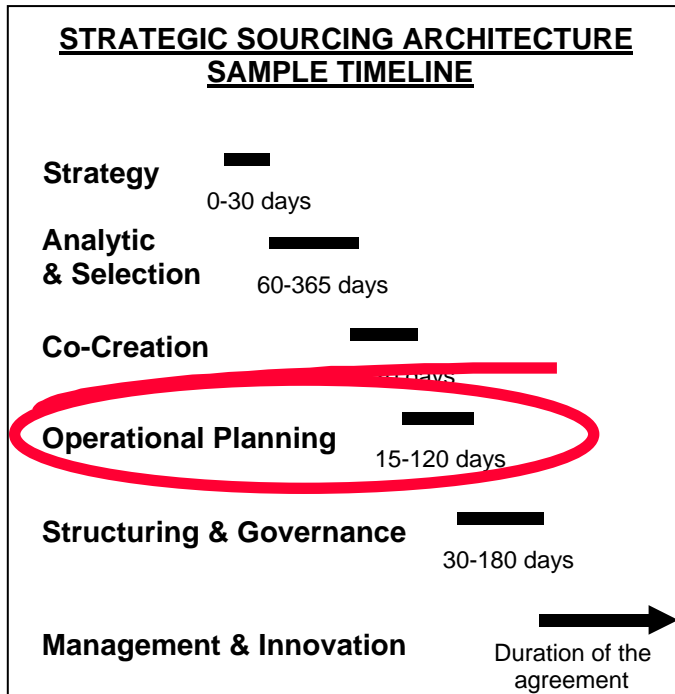 STRATEGIC SOURCING ARCHITECTURE
SAMPLE TIMELINE
Strategy
0-30 days
Analytic
& Selection
60-365 days
Co-Creation
days
Operational Planning
15-120 days
Structuring & Governance
30-180 days
Management & Innovation
Duration of the
agreement